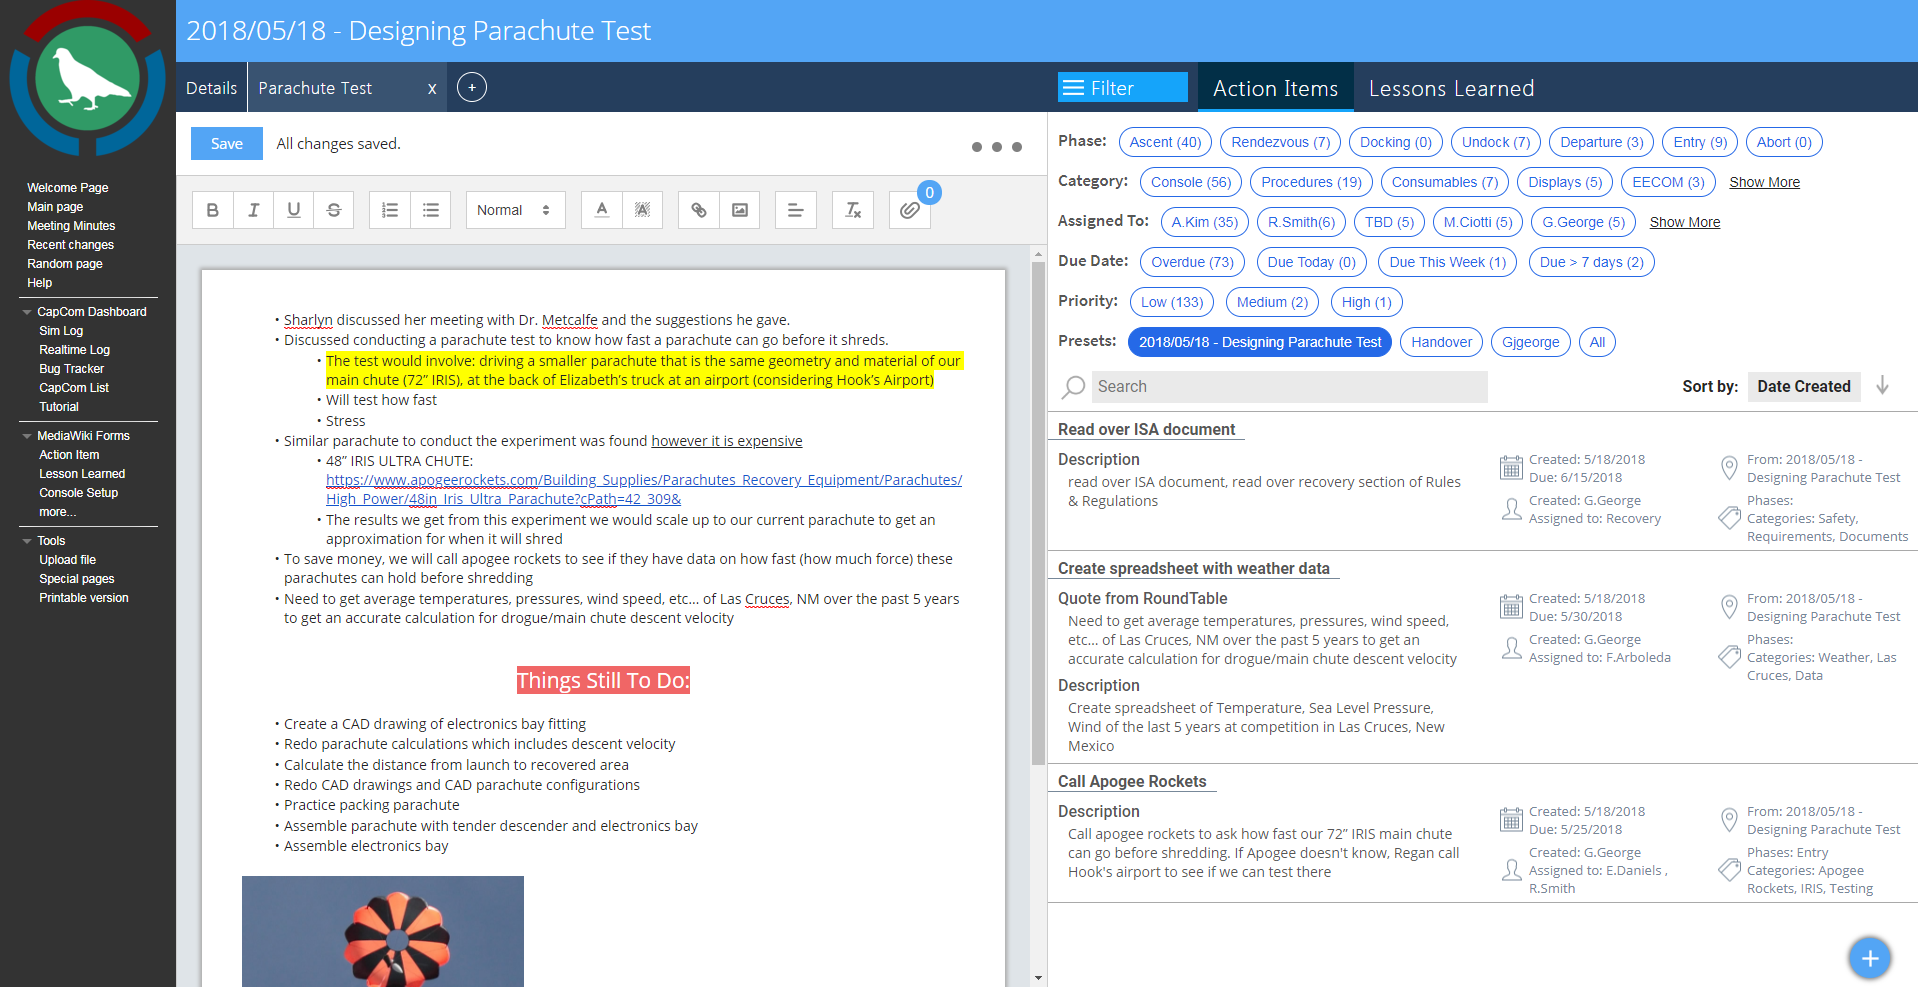 2018/05/18 - Designing Parachute Test
Details
Parachute Test x
+
Filter
Action Items
Lessons Learned
Welcome Page
Main page
Meeting Minutes
Recent changes
Random page
Help
CapCom Dashboard
Sim Log
Realtime Log
Bug Tracker
CapCom List
Tutorial
MediaWiki Forms
Action Item
Lesson Learned
Console Setup
more...
Tools
Upload file
Special pages
Printable version
Save All changes saved.
B I U S Normal A A 0
• Sharlyn discussed her meeting with Dr. Metcalfe and the suggestions he gave.
• Discussed conducting a parachute test to know how fast a parachute can go before it shreds.
• The test would involve: driving a smaller parachute that is the same geometry and material of our
main chute (72” IRIS), at the back of Elizabeth’s truck at an airport (considering Hook’s Airport)
• Will test how fast
• Stress
• Similar parachute to conduct the experiment was found however it is expensive
• 48” IRIS ULTRA CHUTE:
https://www.apogeerockets.com/Building_Supplies/Parachutes_Recovery_Equipment/Parachutes/
High_Power/48in_Iris_Ultra_Parachute?cPath=42_309&
• The results we get from this experiment we would scale up to our current parachute to get an
approximation for when it will shred
• To save money, we will call apogee rockets to see if they have data on how fast (how much force) these
parachutes can hold before shredding
• Need to get average temperatures, pressures, wind speed, etc... of Las Cruces, NM over the past 5 years
to get an accurate calculation for drogue/main chute descent velocity
Things Still To Do:
• Create a CAD drawing of electronics bay fitting
• Redo parachute calculations which includes descent velocity
• Calculate the distance from launch to recovered area
• Redo CAD drawings and CAD parachute configurations
• Practice packing parachute
• Assemble parachute with tender descender and electronics bay
• Assemble electronics bay
Phase: Ascent (40) Rendezvous (7) Docking (0) Undock (7) Departure (3) Entry (9) Abort (0)
Category: Console (56) Procedures (19) Consumables (7) Displays (5) EECOM (3) Show More
Assigned To: A.Kim (35) R.Smith(6) TBD (5) M.Ciotti (5) G.George (5) Show More
Due Date: Overdue (73) Due Today (0) Due This Week (1) Due > 7 days (2)
Priority: Low (133) Medium (2) High (1)
Presets: 2018/05/18 - Designing Parachute Test Handover Gjgeorge All
Search Sort by: Date Created
Read over ISA document
Description
read over ISA document, read over recovery section of Rules
& Regulations
Created: 5/18/2018
Due: 6/15/2018
Created: G.George
Assigned to: Recovery
From: 2018/05/18 -
Designing Parachute Test
Phases:
Categories: Safety,
Requirements, Documents
Create spreadsheet with weather data
Quote from RoundTable
Need to get average temperatures, pressures, wind speed,
etc... of Las Cruces, NM over the past 5 years to get an
accurate calculation for drogue/main chute descent velocity
Description
Create spreadsheet of Temperature, Sea Level Pressure,
Wind of the last 5 years at competition in Las Cruces, New
Mexico
Created: 5/18/2018
Due: 5/30/2018
Created: G.George
Assigned to: F.Arboleda
From: 2018/05/18 -
Designing Parachute Test
Phases:
Categories: Weather, Las
Cruces, Data
Call Apogee Rockets
Description
Call apogee rockets to ask how fast our 72” IRIS main chute
can go before shredding. If Apogee doesn't know, Regan call
Hook's airport to see if we can test there
Created: 5/18/2018
Due: 5/25/2018
Created: G.George
Assigned to: E.Daniels ,
R.Smith
From: 2018/05/18 -
Designing Parachute Test
Phases: Entry
Categories: Apogee
Rockets, IRIS, Testing
+